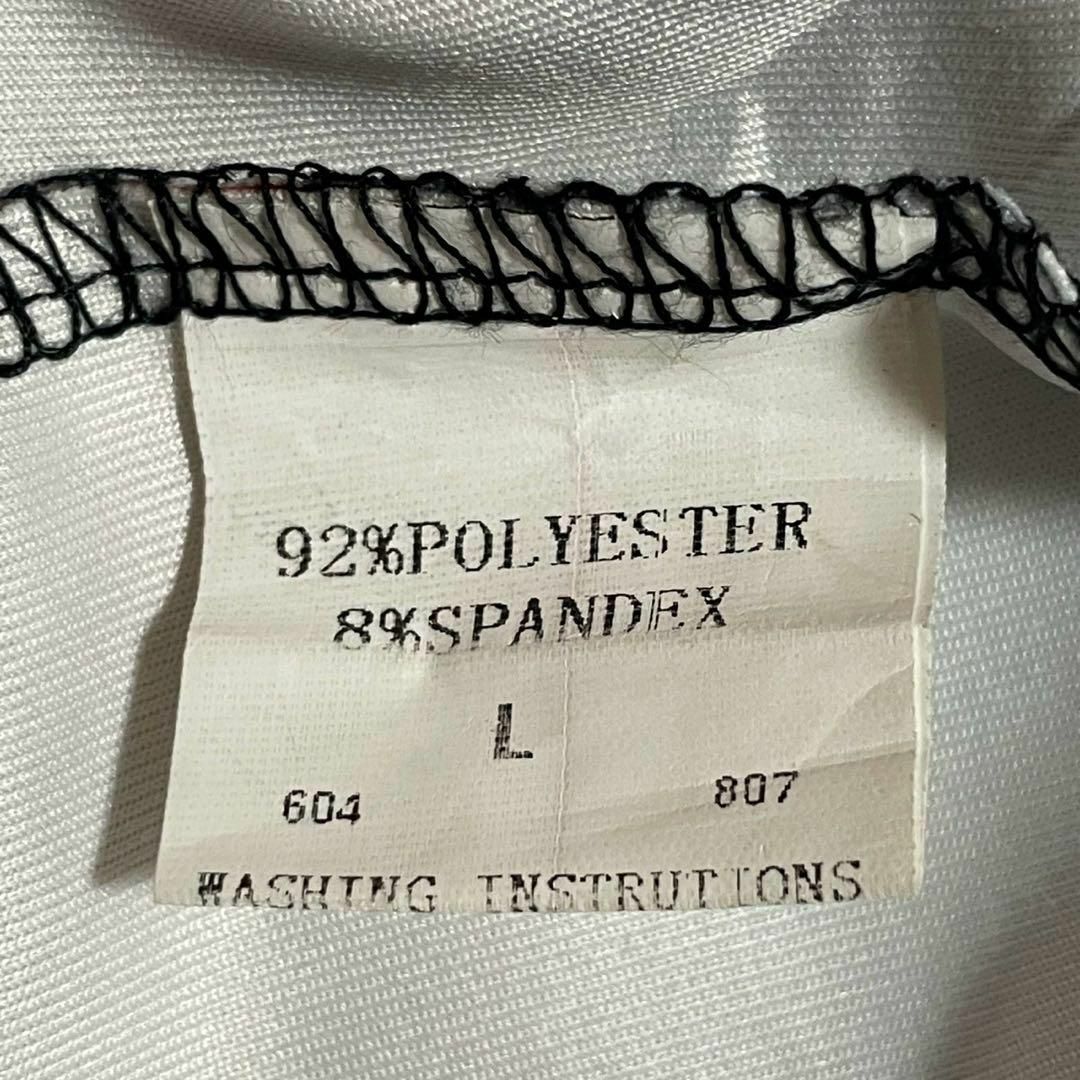 92%POLYESTER
8%SPANDEX
L
604 807
WASHING INSTRUTIONS